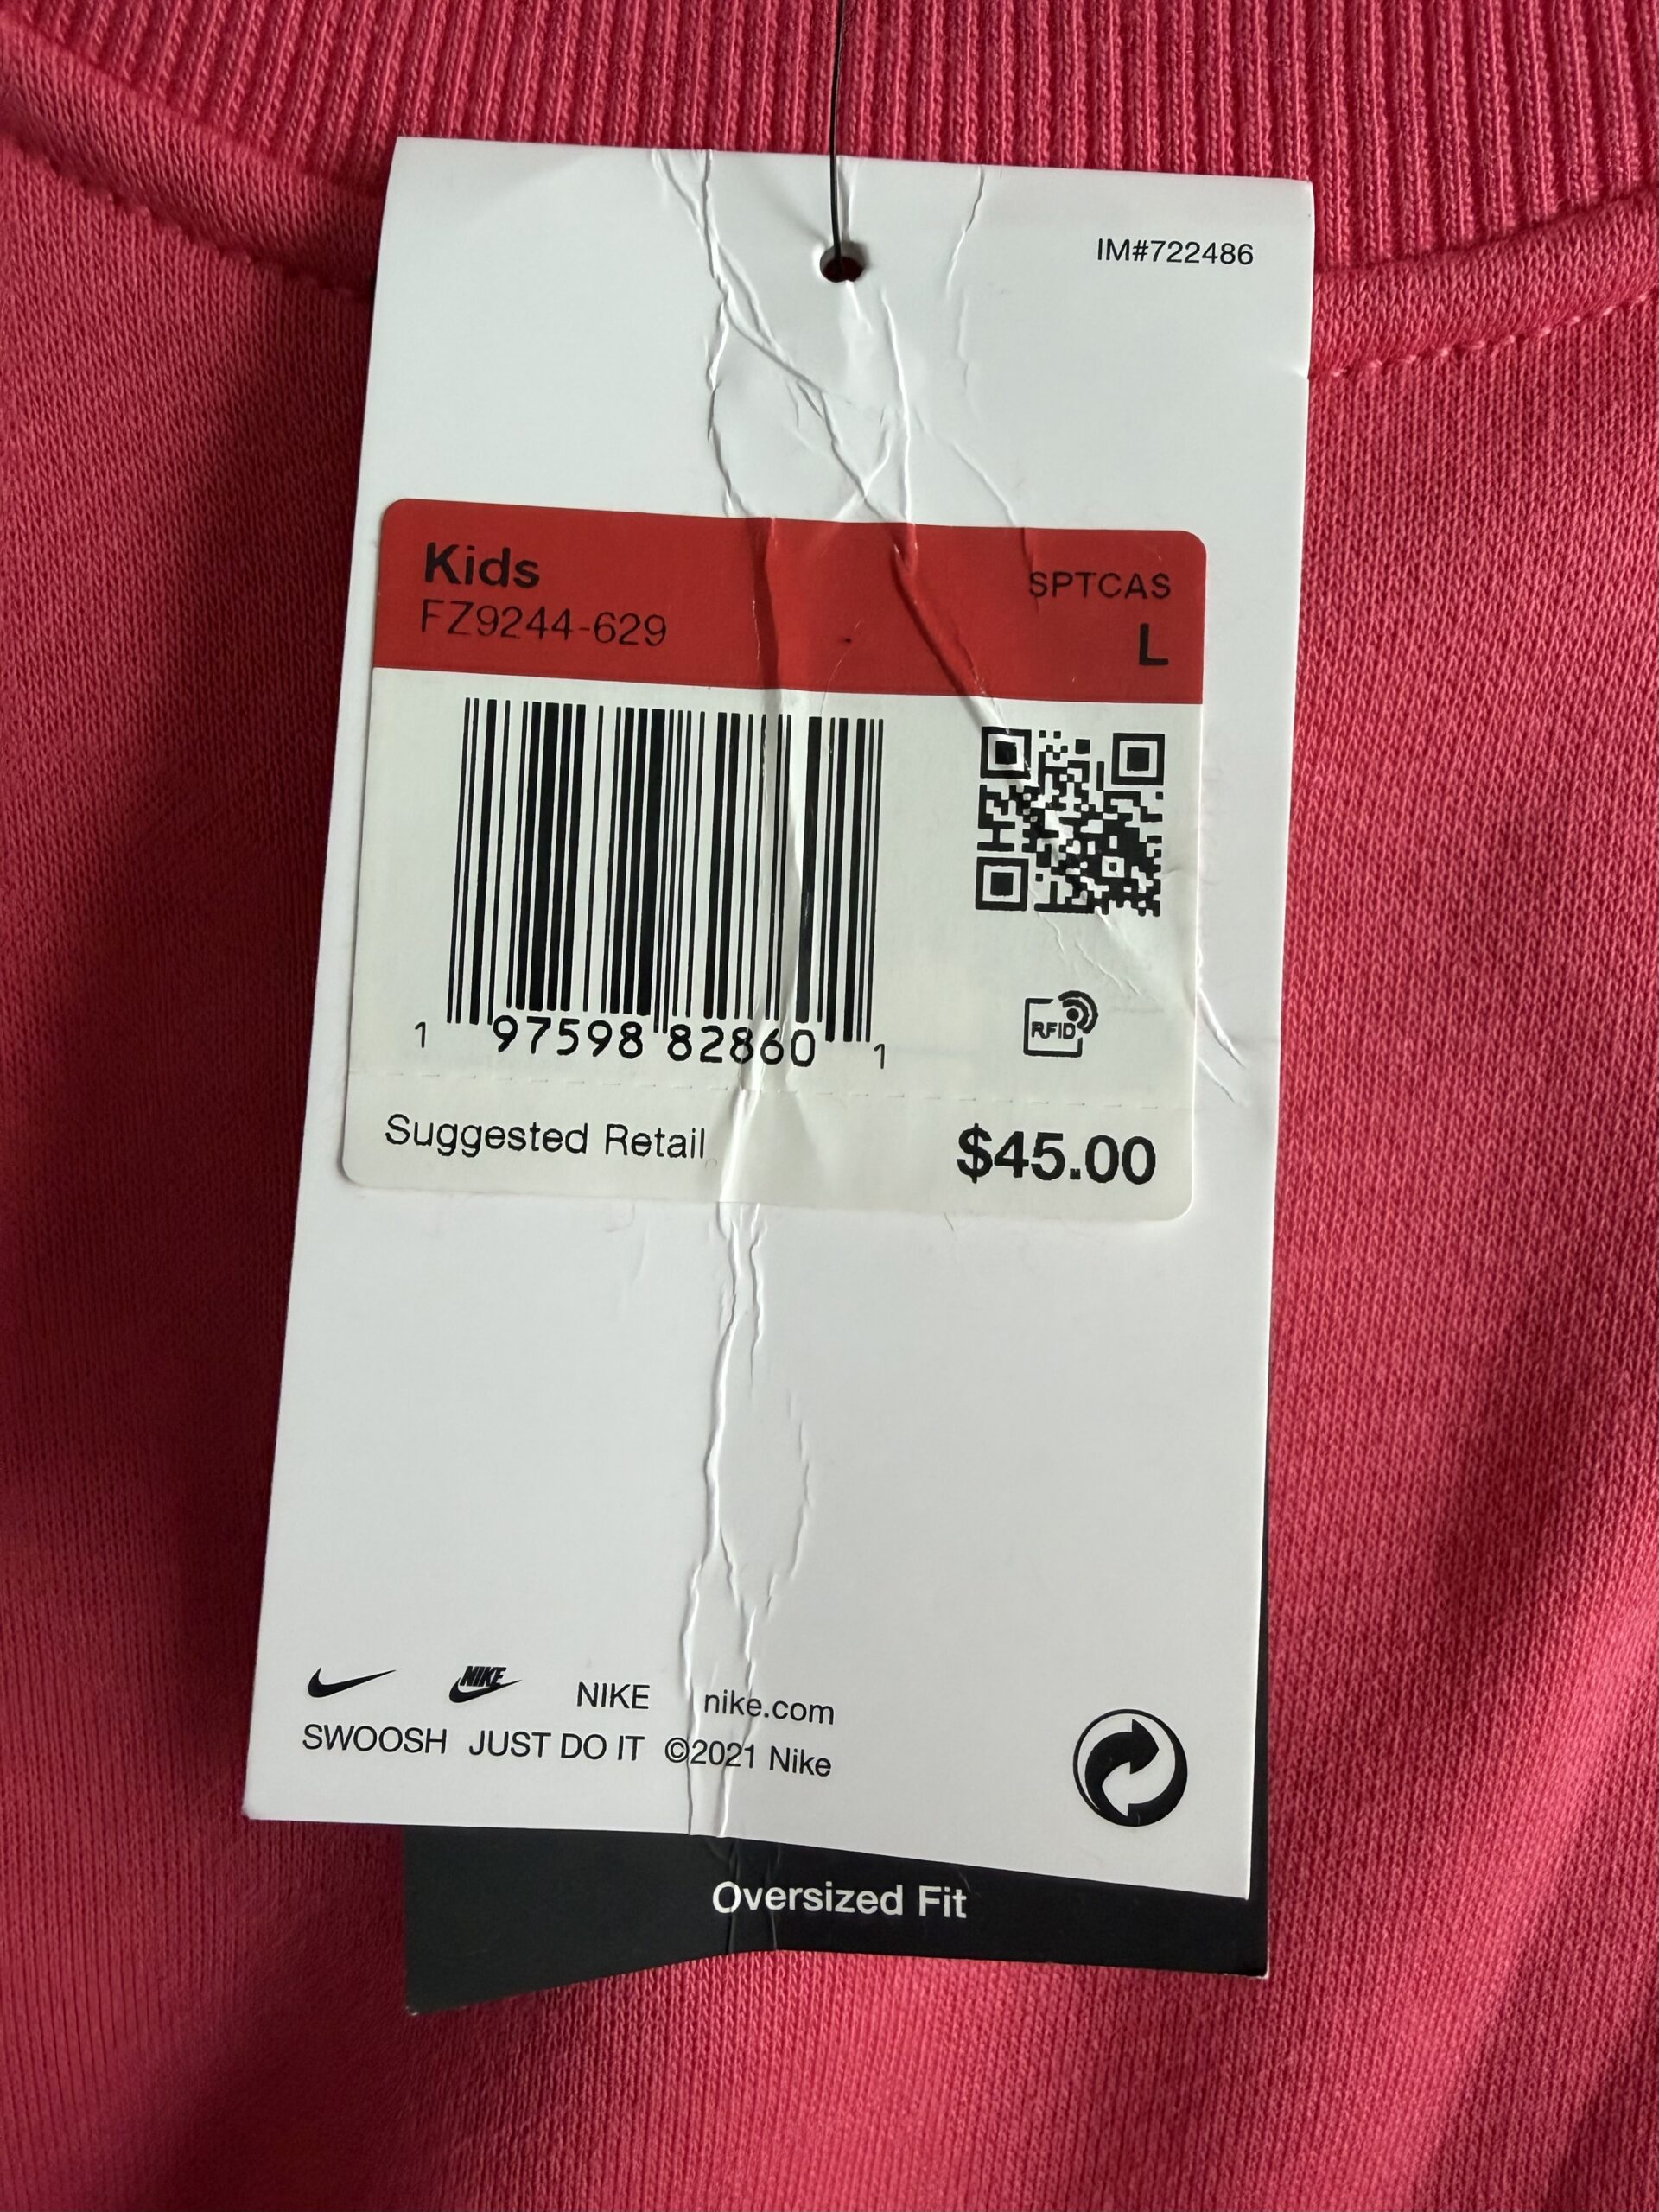 IM#722486
Kids SPTCAS
FZ9244-629 L
1 97598 82860 1
RFID
Suggested Retail $45.00
NIKE NIKE nike.com
SWOOSH JUST DO IT ©2021 Nike
Oversized Fit